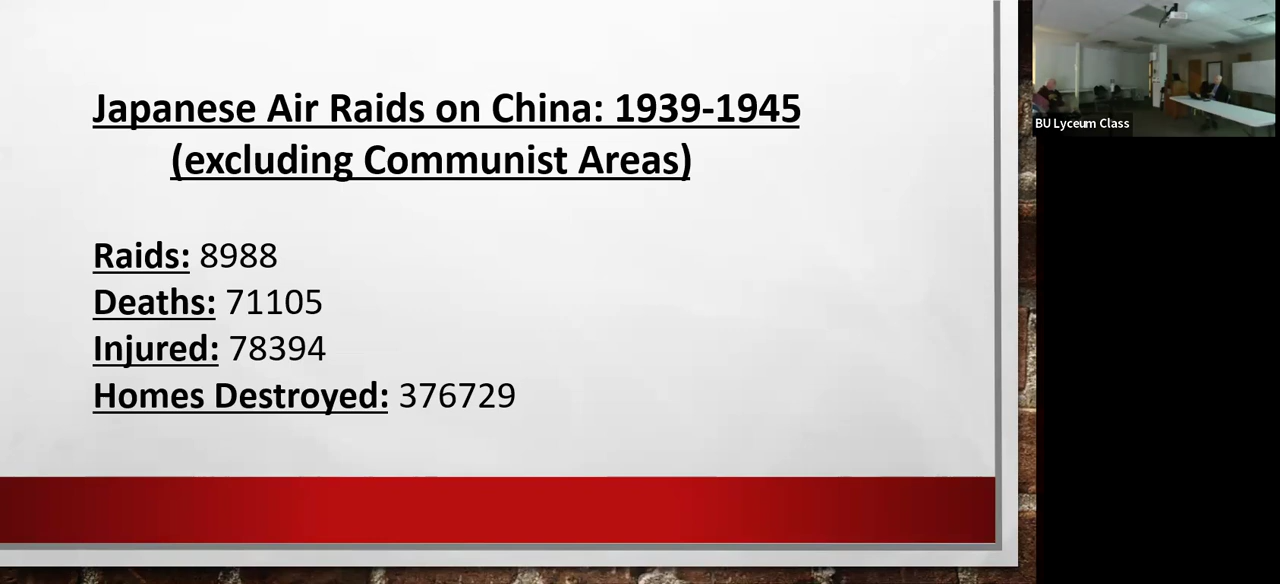 Japanese Air Raids on China: 1939-1945
(excluding Communist Areas)
Raids: 8988
Deaths: 71105
Injured: 78394
Homes Destroyed: 376729
BU Lyceum Class